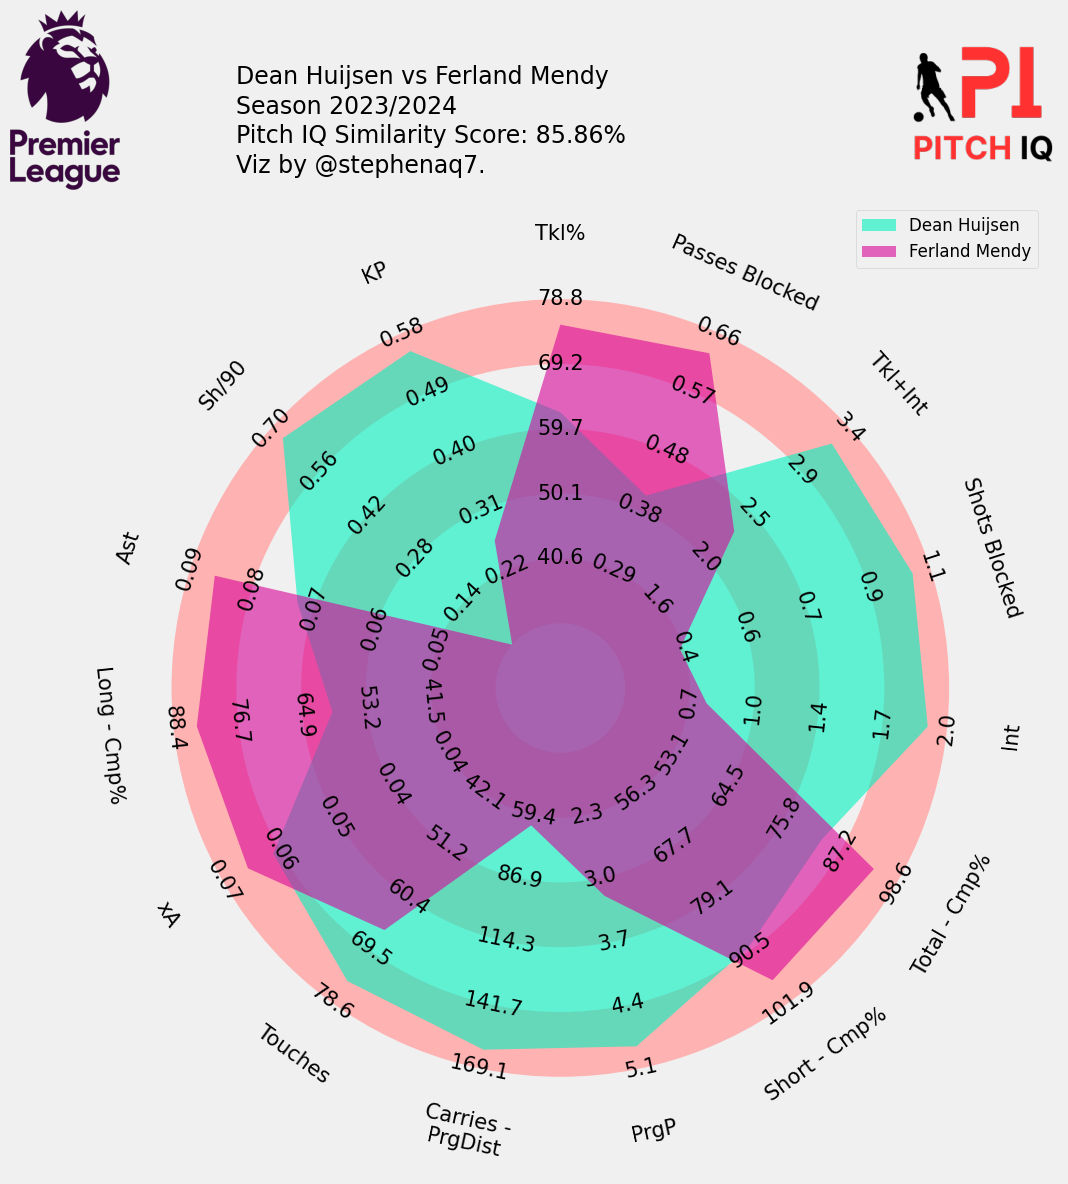 Premier
League
Dean Huijsen vs Ferland Mendy
Season 2023/2024
Pitch IQ Similarity Score: 85.86%
Viz by @stephenaq7.
PI
PITCH IQ
Dean Huijsen
Ferland Mendy
Tkl%
78.8
69.2
59.7
50.1
40.6
Passes Blocked
0.66
0.57
0.48
0.38
0.29
Tkl+Int
3.4
2.9
2.5
2.0
1.6
Shots Blocked
1.1
0.9
0.7
0.6
0.4
Int
2.0
1.7
1.4
1.0
0.7
Total - Cmp%
98.6
87.2
75.8
64.5
53.1
Short - Cmp%
101.9
90.5
79.1
67.7
56.3
PrgP
5.1
4.4
3.7
3.0
2.3
Carries -
PrgDist
169.1
141.7
114.3
86.9
59.4
Touches
78.6
69.5
60.4
51.2
42.1
xA
0.07
0.06
0.05
0.04
0.04
Long - Cmp%
88.4
76.7
64.9
53.2
41.5
Ast
0.09
0.08
0.07
0.06
0.05
Sh/90
0.70
0.56
0.42
0.28
0.14
KP
0.58
0.49
0.40
0.31
0.22